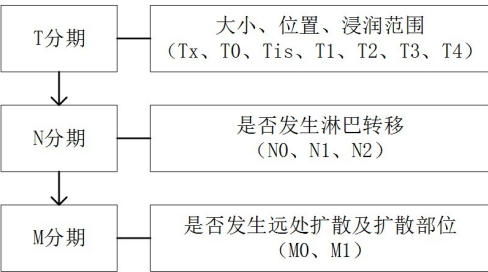 T分期
大小、位置、浸润范围
(Tx、T0、Tis、T1、T2、T3、T4)
N分期
是否发生淋巴转移
(N0、N1、N2)
M分期
是否发生远处扩散及扩散部位
(M0、M1)